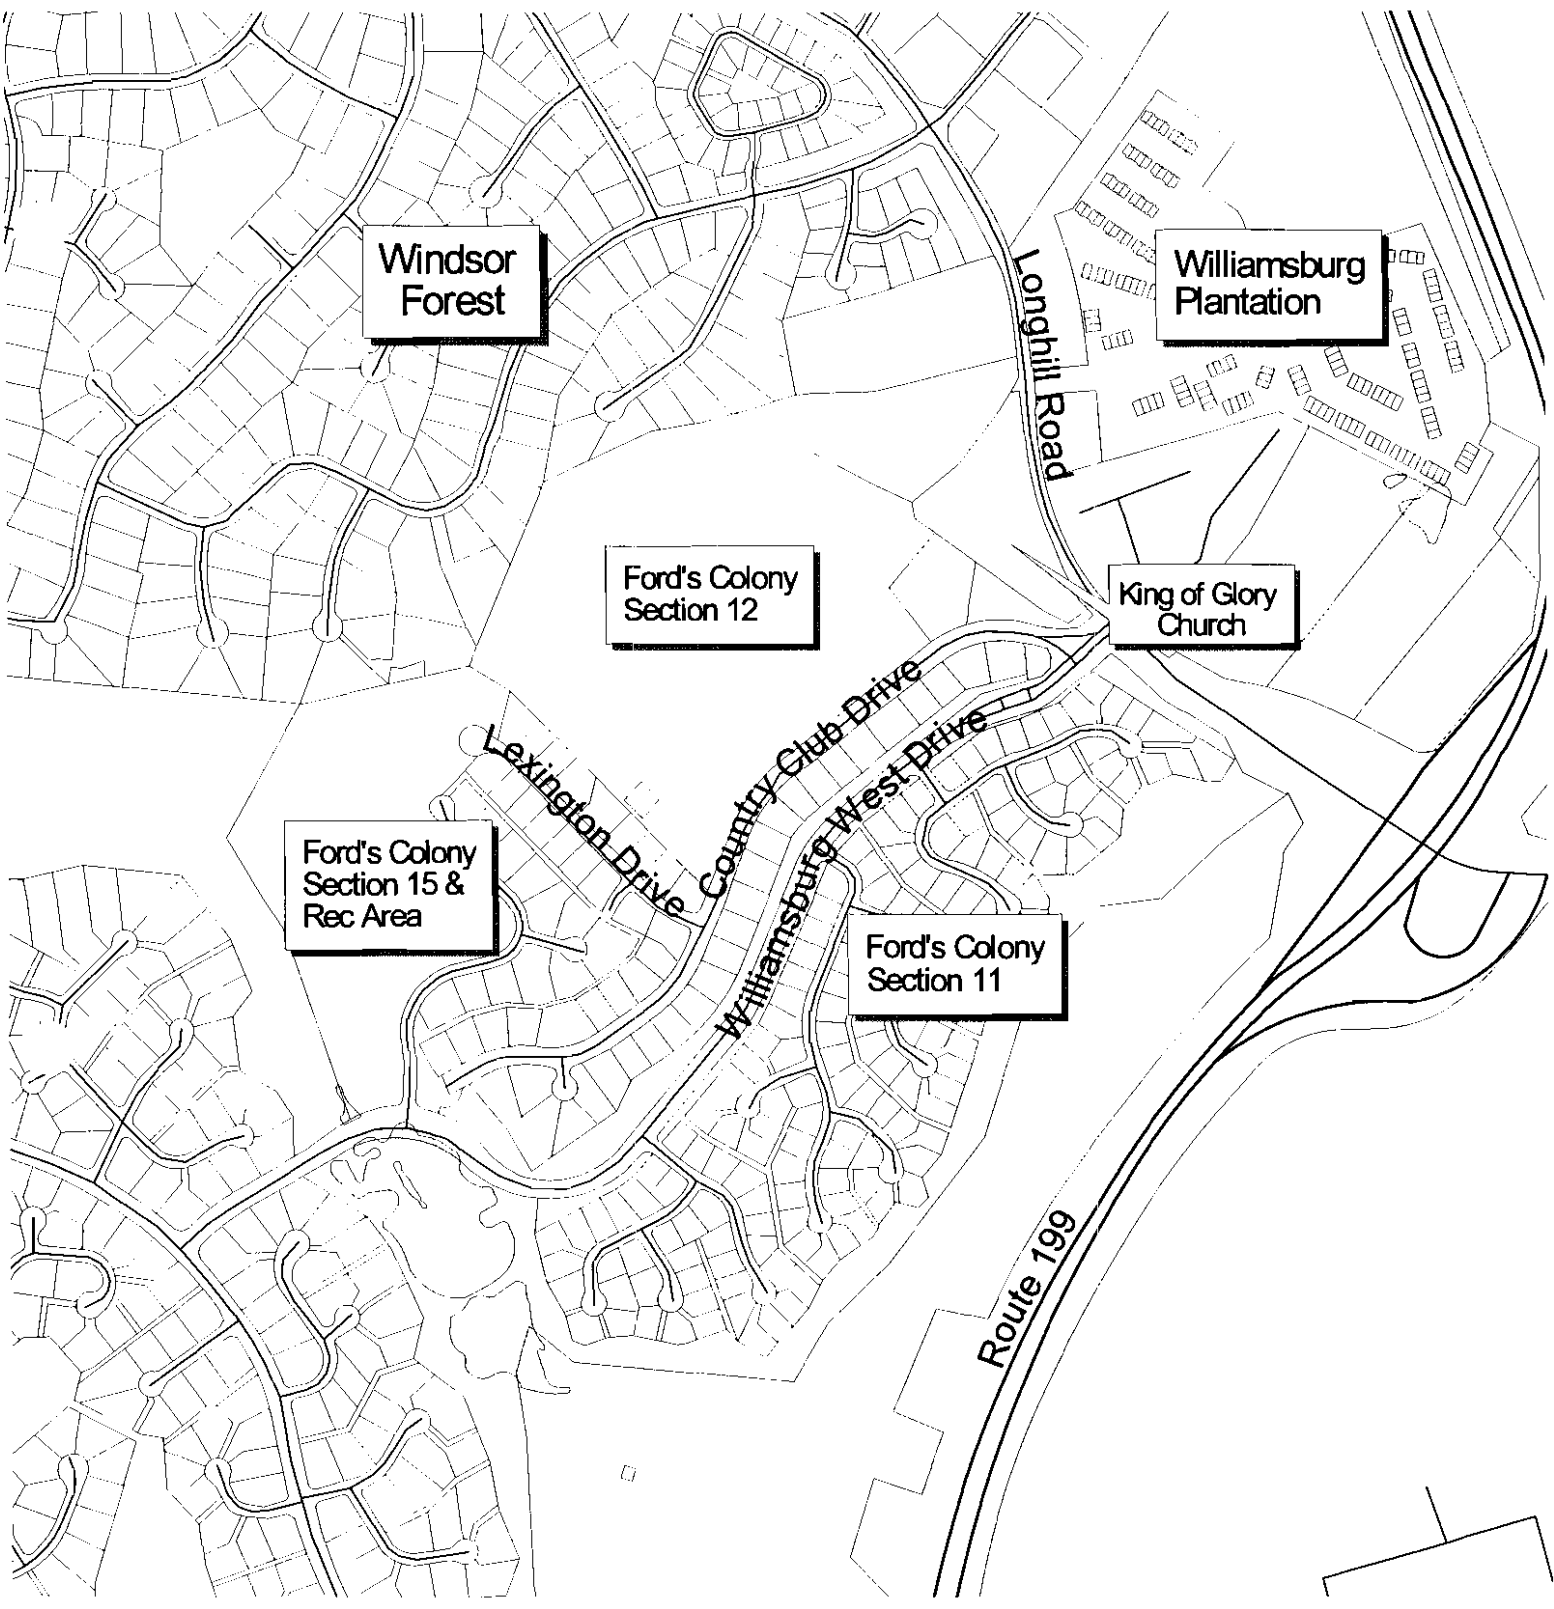 Windsor
Forest
Williamsburg
Plantation
Longhill Road
Ford's Colony
Section 12
King of Glory
Church
Lexington Drive
Country Club Drive
Williamsburg West Drive
Ford's Colony
Section 15 &
Rec Area
Ford's Colony
Section 11
Route 199